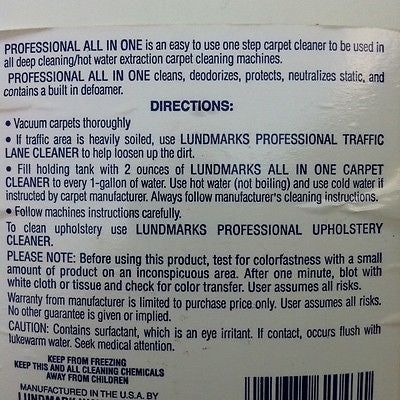 PROFESSIONAL ALL IN ONE is an easy to use one step carpet cleaner to be used in
all deep cleaning/hot water extraction carpet cleaning machines.
PROFESSIONAL ALL IN ONE cleans, deodorizes, protects, neutralizes static, and
contains a built in defoamer.
DIRECTIONS:
• Vacuum carpets thoroughly
• If traffic area is heavily soiled, use LUNDMARKS PROFESSIONAL TRAFFIC
LANE CLEANER to help loosen up the dirt.
• Fill holding tank with 2 ounces of LUNDMARKS ALL IN ONE CARPET
CLEANER to every 1-gallon of water. Use hot water (not boiling) and use cold water if
instructed by carpet manufacturer. Always follow manufacturer's cleaning instructions.
• Follow machines instructions carefully.
To clean upholstery use LUNDMARKS PROFESSIONAL UPHOLSTERY
CLEANER.
PLEASE NOTE: Before using this product, test for colorfastness with a small
amount of product on an inconspicuous area. After one minute, blot with
white cloth or tissue and check for color transfer. User assumes all risks.
Warranty from manufacturer is limited to purchase price only. User assumes all risks.
No other guarantee is given or implied.
CAUTION: Contains surfactant, which is an eye irritant. If contact, occurs flush with
lukewarm water. Seek medical attention.
KEEP FROM FREEZING
KEEP THIS AND ALL CLEANING CHEMICALS
AWAY FROM CHILDREN
MANUFACTURED IN THE U.S.A. BY
LUNDMARK